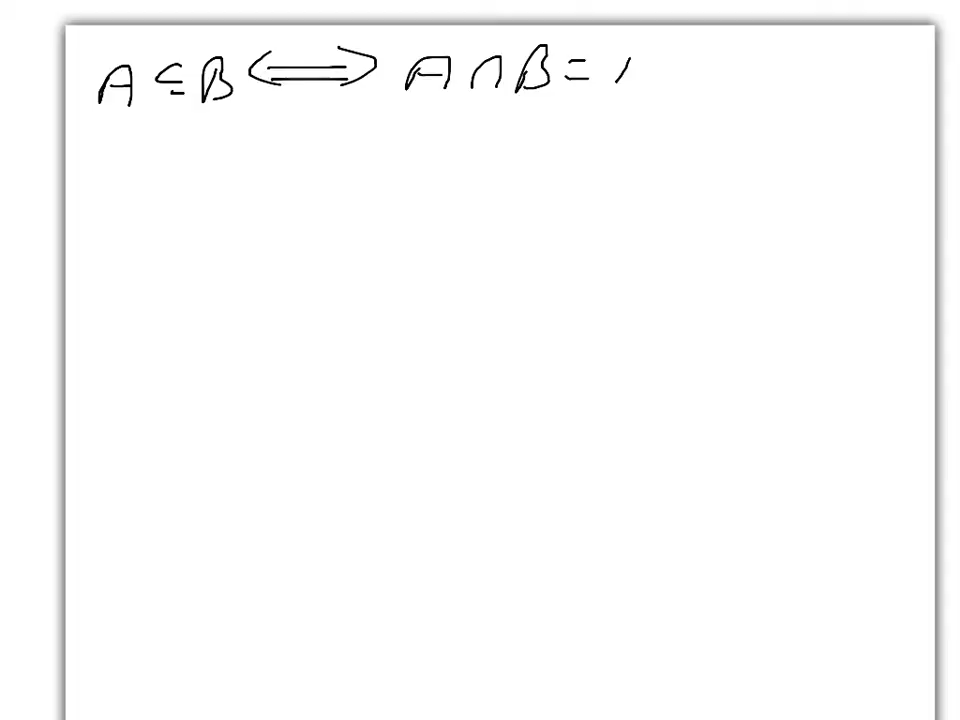 A ⊆ B ⟺ A ∩ B =